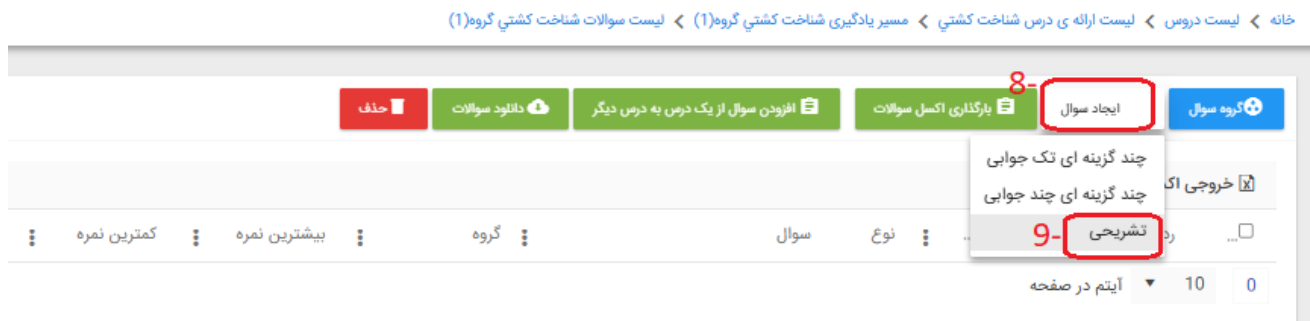 خانه > لیست دروس > لیست ارائه ی درس شناخت کشتي > مسیر یادگیری شناخت کشتي گروه(1) > لیست سوالات شناخت کشتي گروه(1)
8-
گروه سوال ایجاد سوال بارگذاری اکسل سوالات افزودن سوال از یک درس به درس دیگر دانلود سوالات حذف
چند گزینه ای تک جوابی
خروجی اک
چند گزینه ای چند جوابی
... رد تشریحی 9- ... نوع سوال گروه بیشترین نمره کمترین نمره
0 10 آیتم در صفحه